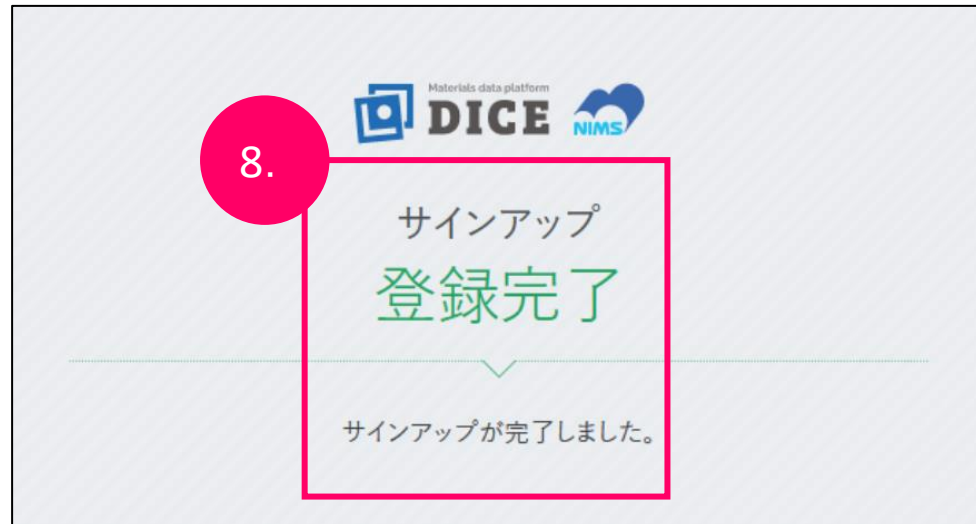 Materials data platform
DICE
NIMS
8.
サインアップ
登録完了
サインアップが完了しました。